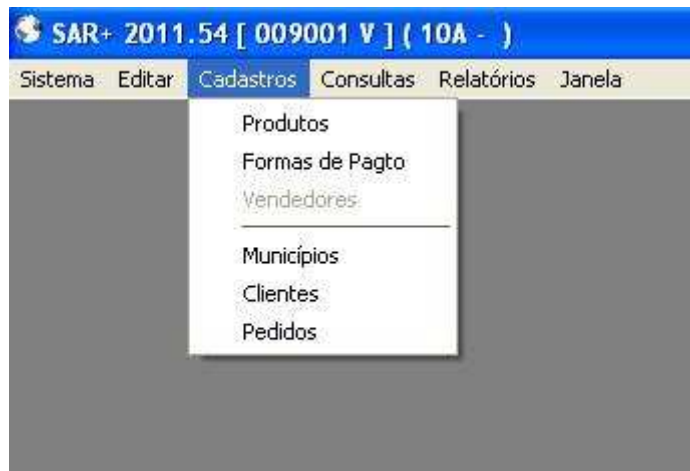 SAR+ 2011.54 [ 009001 V ] ( 10A - )
Sistema Editar Cadastros Consultas Relatórios Janela
Produtos
Formas de Pagto
Vendedores
Municípios
Clientes
Pedidos